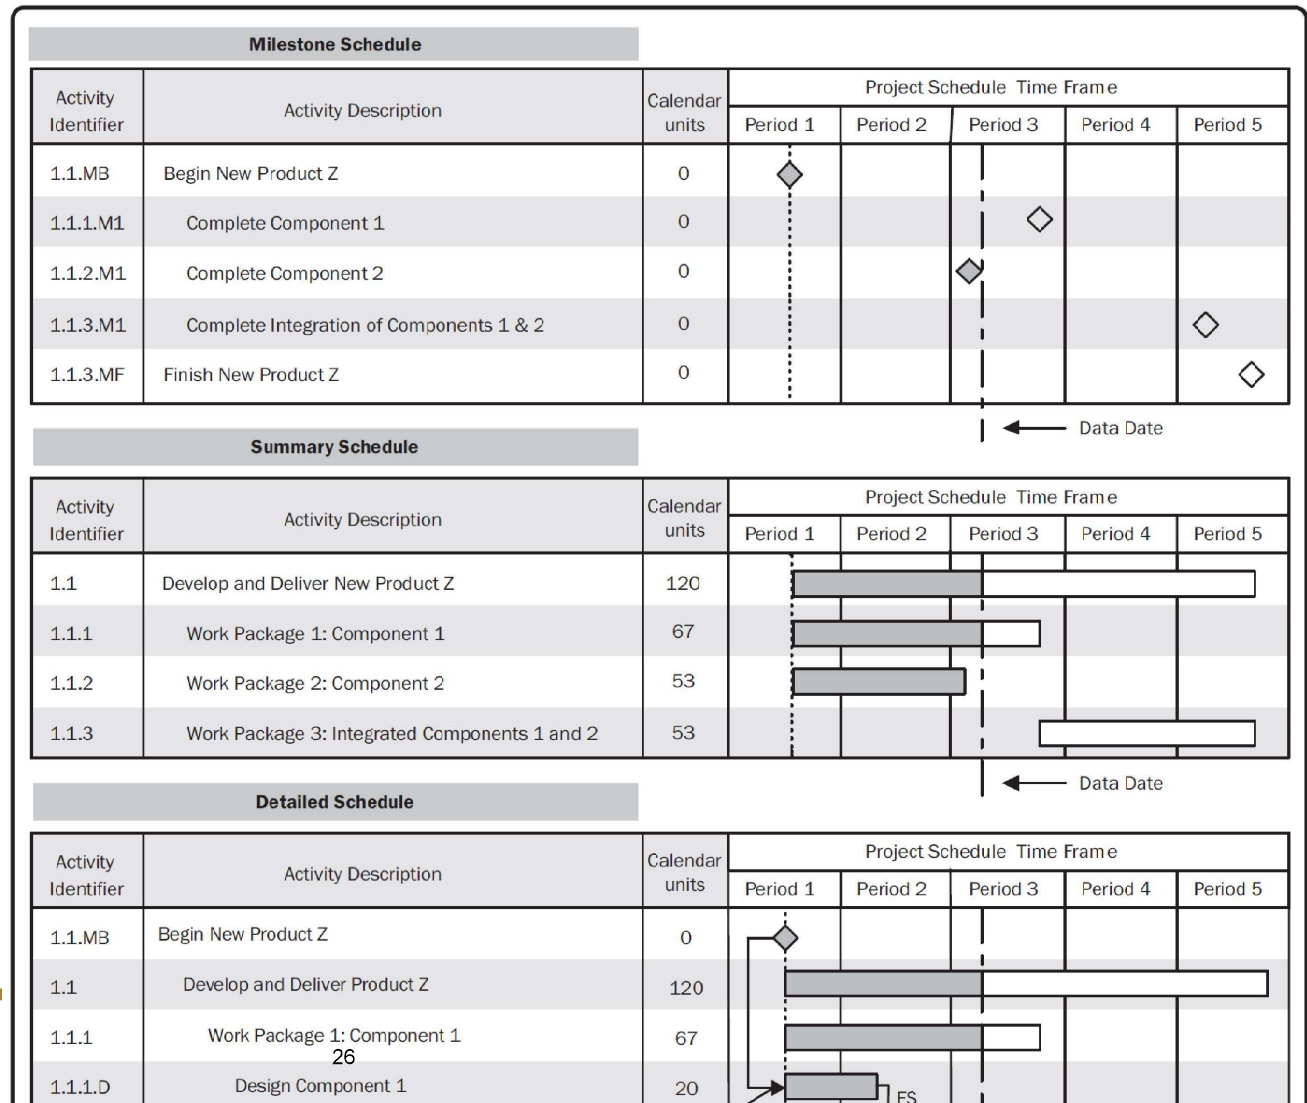 Milestone Schedule
Activity Identifier Activity Description Calendar units Project Schedule Time Frame
Period 1 Period 2 Period 3 Period 4 Period 5
1.1.MB Begin New Product Z 0
1.1.1.M1 Complete Component 1 0
1.1.2.M1 Complete Component 2 0
1.1.3.M1 Complete Integration of Components 1 & 2 0
1.1.3.MF Finish New Product Z 0
Data Date
Summary Schedule
Activity Identifier Activity Description Calendar units Project Schedule Time Frame
Period 1 Period 2 Period 3 Period 4 Period 5
1.1 Develop and Deliver New Product Z 120
1.1.1 Work Package 1: Component 1 67
1.1.2 Work Package 2: Component 2 53
1.1.3 Work Package 3: Integrated Components 1 and 2 53
Data Date
Detailed Schedule
Activity Identifier Activity Description Calendar units Project Schedule Time Frame
Period 1 Period 2 Period 3 Period 4 Period 5
1.1.MB Begin New Product Z 0
1.1 Develop and Deliver Product Z 120
1.1.1 Work Package 1: Component 1 67
26
1.1.1.D Design Component 1 20 FS